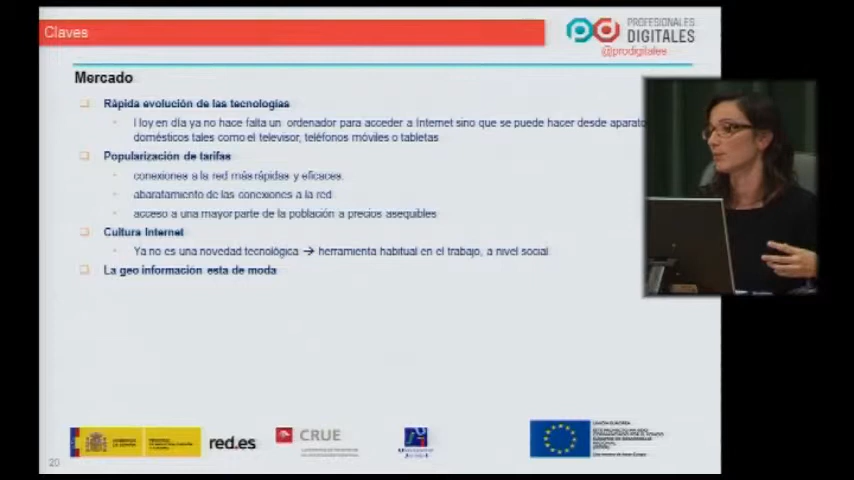 Claves
PROFESIONALES
DIGITALES
@prodigitales
Mercado
Rápida evolución de las tecnologías
Hoy en día ya no hace falta un ordenador para acceder a Internet sino que se puede hacer desde aparato
domésticos tales como el televisor, teléfonos móviles o tabletas
Popularización de tarifas
conexiones a la red más rápidas y eficaces.
abaratamiento de las conexiones a la red
acceso a una mayor parte de la población a precios asequibles
Cultura Internet
Ya no es una novedad tecnológica → herramienta habitual en el trabajo, a nivel social
La geo información esta de moda
red.es
CRUE
20